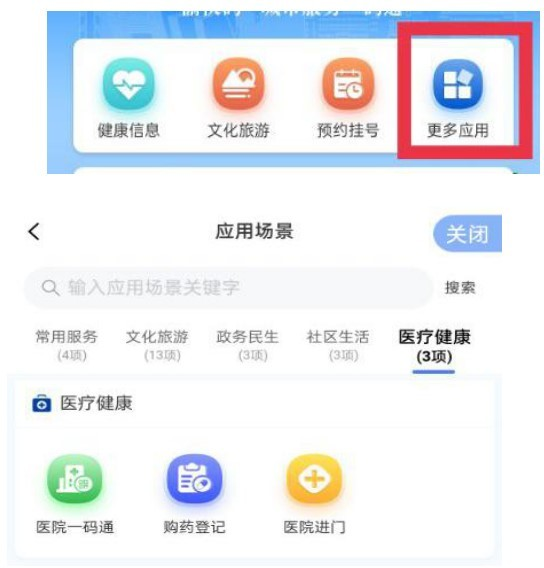 健康信息 文化旅游 预约挂号 更多应用
应用场景 关闭
输入应用场景关键字 搜索
常用服务 文化旅游 政务民生 社区生活 医疗健康
(4项) (13项) (3项) (3项) (3项)
医疗健康
医院一码通 购药登记 医院进门